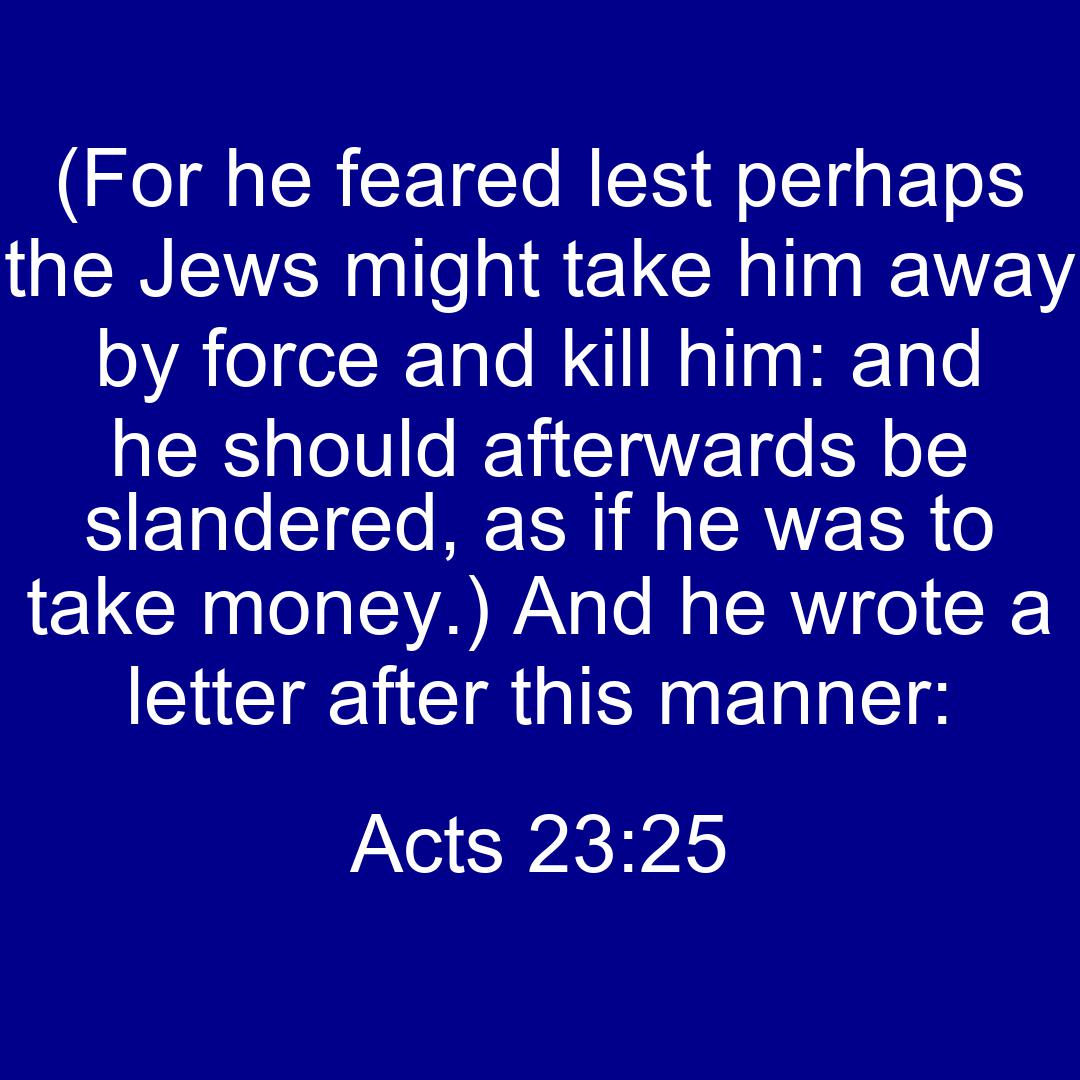 (For he feared lest perhaps
the Jews might take him away
by force and kill him: and
he should afterwards be
slandered, as if he was to
take money.) And he wrote a
letter after this manner:
Acts 23:25